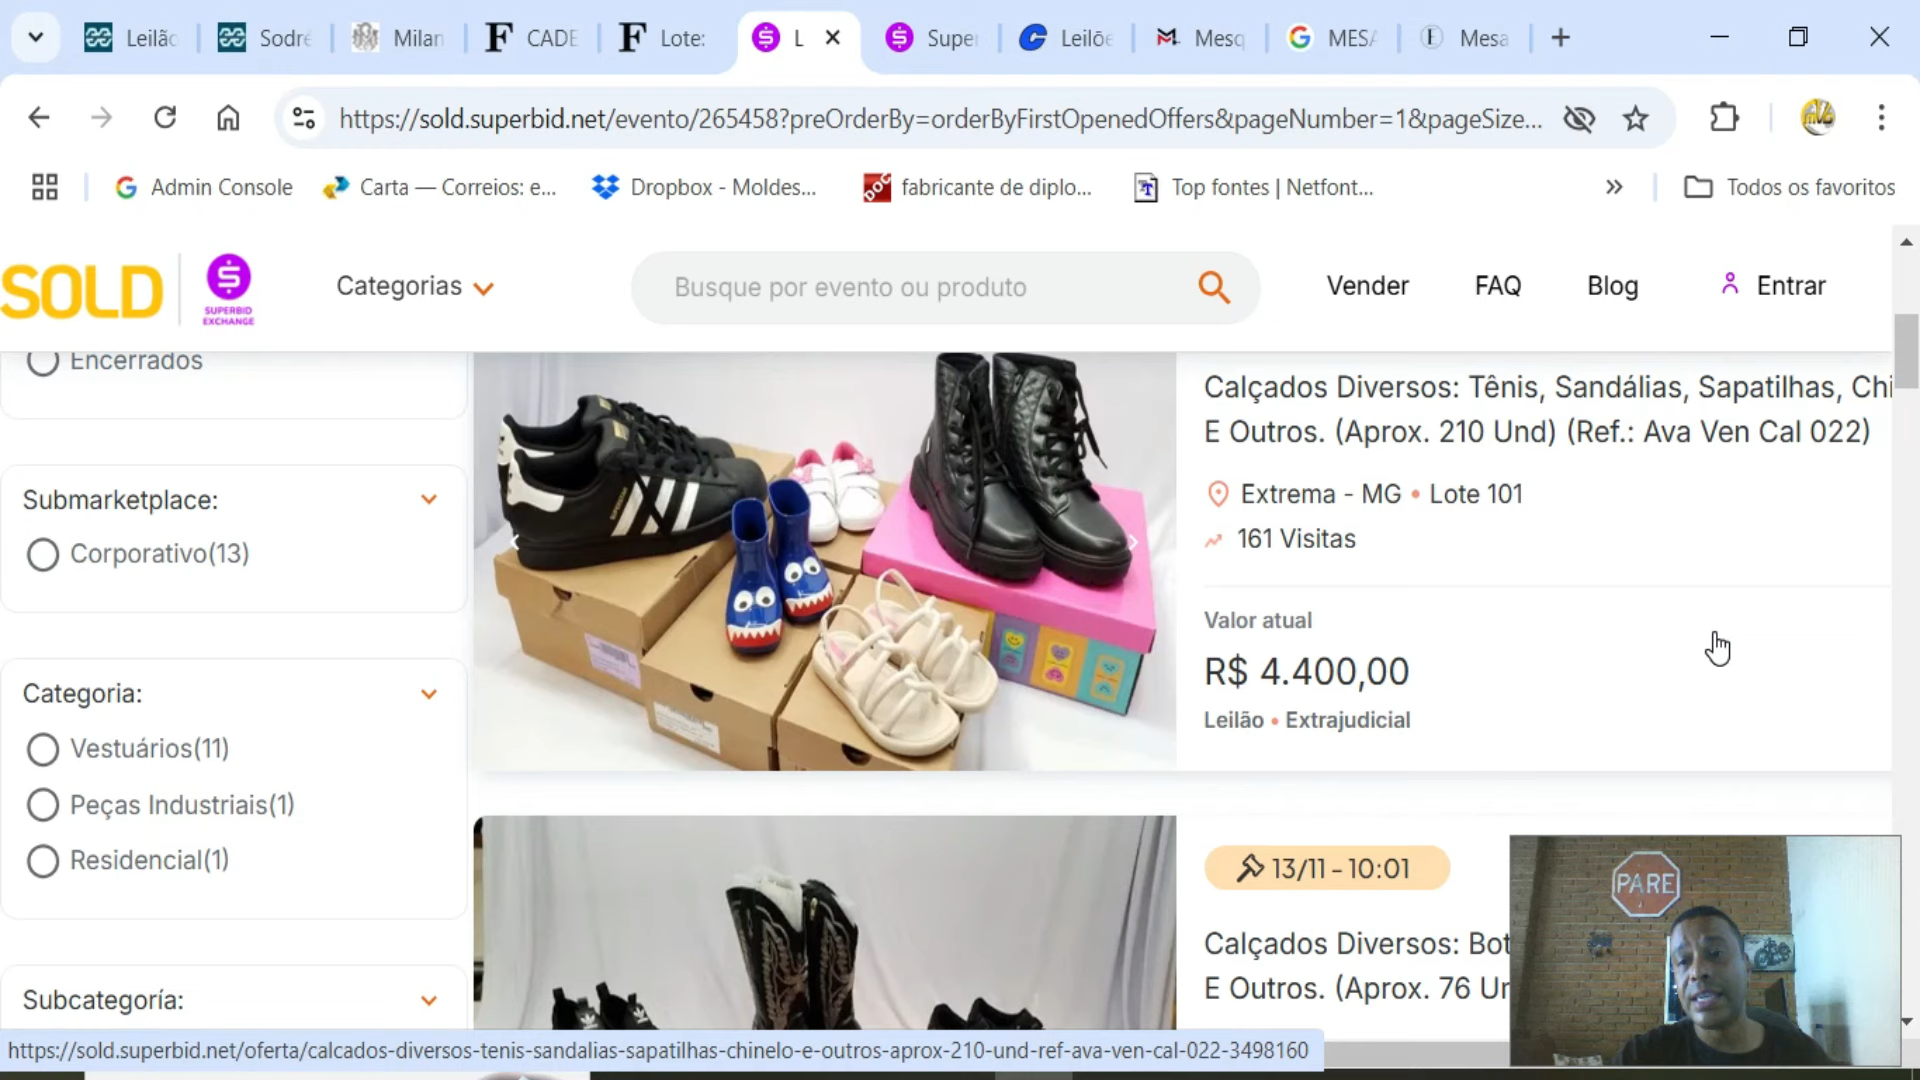 Leilão
Sodré
Milan
CADE
Lote:
L
Super
Leilõe
Mesq
MESA
Mesa
https://sold.superbid.net/evento/265458?preOrderBy=orderByFirstOpenedOffers&pageNumber=1&pageSize...
Admin Console
Carta — Correios: e...
Dropbox - Moldes...
DOC
fabricante de diplo...
Top fontes | Netfont...
Todos os favoritos
SOLD
SUPERBID
EXCHANGE
Categorias
Busque por evento ou produto
Vender
FAQ
Blog
Entrar
Encerrados
Submarketplace:
Corporativo(13)
Categoria:
Vestuários(11)
Peças Industriais(1)
Residencial(1)
Subcategoría:
Calçados Diversos: Tênis, Sandálias, Sapatilhas, Chi
E Outros. (Aprox. 210 Und) (Ref.: Ava Ven Cal 022)
Extrema - MG • Lote 101
161 Visitas
Valor atual
R$ 4.400,00
Leilão • Extrajudicial
13/11 - 10:01
Calçados Diversos: Bot
E Outros. (Aprox. 76 Un
PARE
https://sold.superbid.net/oferta/calcados-diversos-tenis-sandalias-sapatilhas-chinelo-e-outros-aprox-210-und-ref-ava-ven-cal-022-3498160